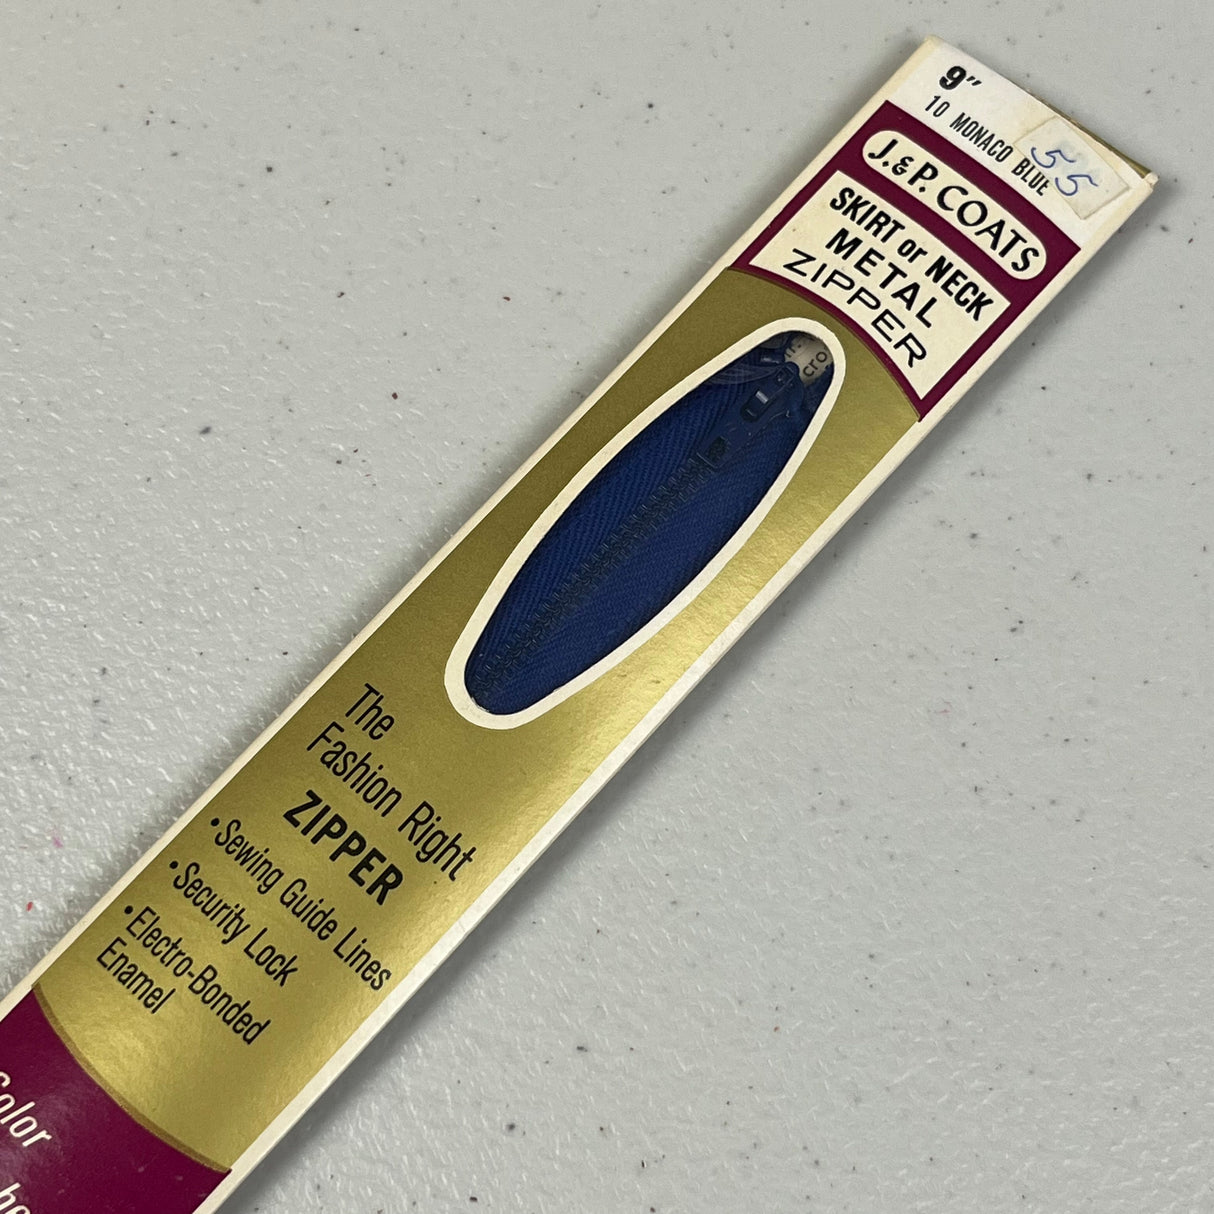 9"
10 MONACO BLUE
55
J. & P. COATS
SKIRT or NECK
METAL
ZIPPER
cro
The
Fashion Right
ZIPPER
• Sewing Guide Lines
• Security Lock
• Electro-Bonded
Enamel
Color